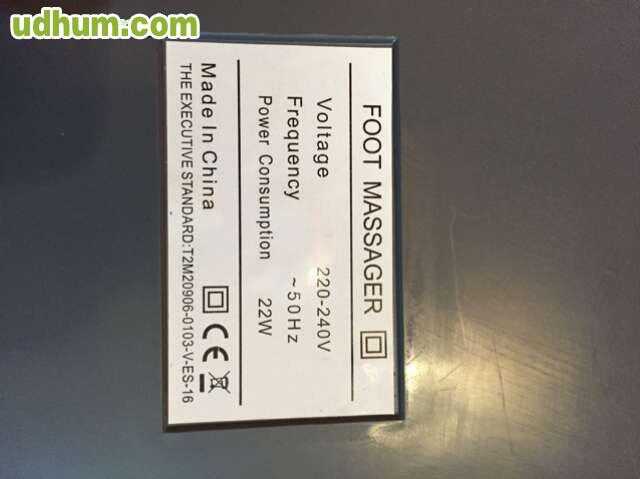 udhum.com
FOOT MASSAGER
Voltage 220-240V
Frequency ~50Hz
Power Consumption 22W
Made In China CE
THE EXECUTIVE STANDARD:T2M20906-0103-V-ES-16